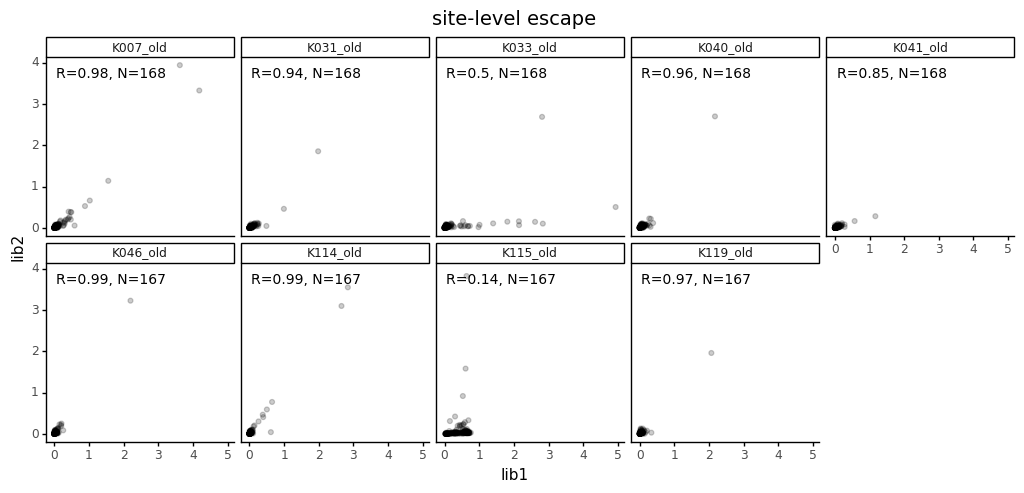 site-level escape
K007_old K031_old K033_old K040_old K041_old
R=0.98, N=168 R=0.94, N=168 R=0.5, N=168 R=0.96, N=168 R=0.85, N=168
4
3
2
1
0
0 1 2 3 4 5
lib2
K046_old K114_old K115_old K119_old
R=0.99, N=167 R=0.99, N=167 R=0.14, N=167 R=0.97, N=167
4
3
2
1
0
0 1 2 3 4 5 0 1 2 3 4 5 0 1 2 3 4 5 0 1 2 3 4 5
lib1